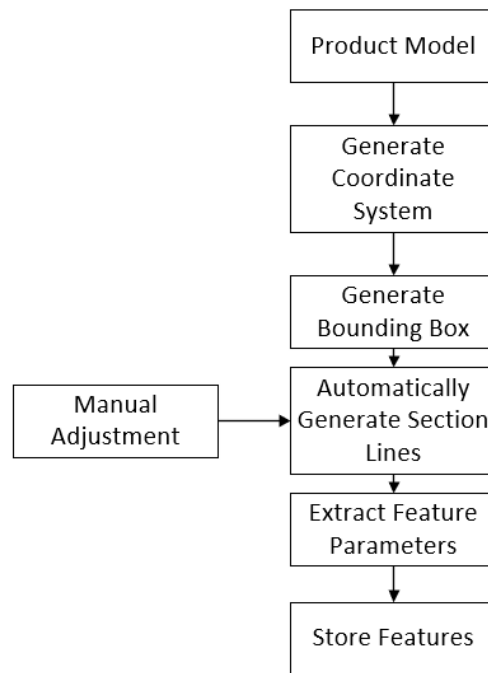 Product Model
Generate
Coordinate
System
Generate
Bounding Box
Manual
Adjustment
Automatically
Generate Section
Lines
Extract Feature
Parameters
Store Features